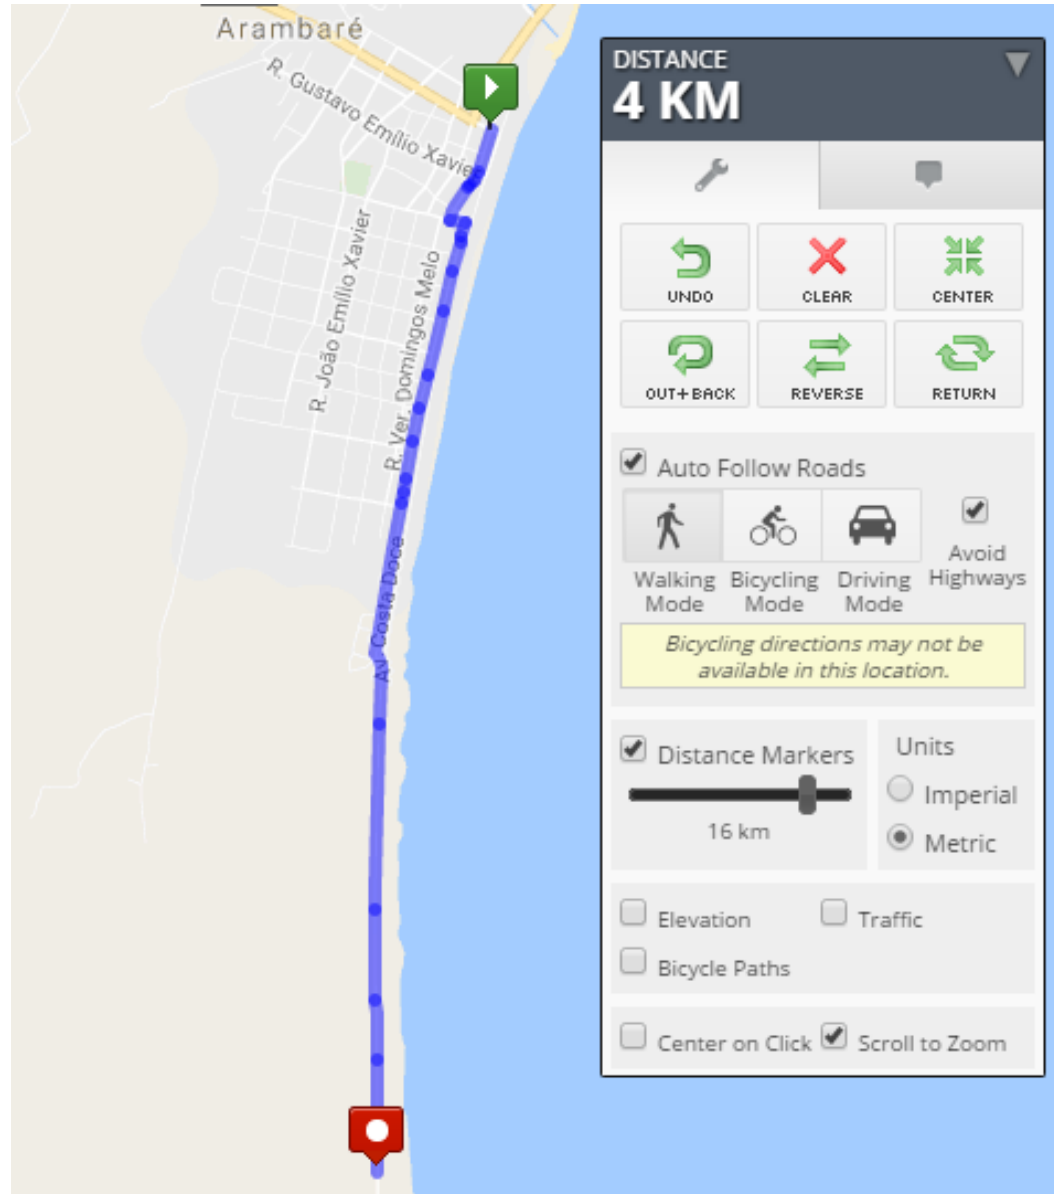 Arambaré
R. Gustavo Emílio Xavier
R. João Emílio Xavier
R. Ver. Domingos Melo
Av. Costa Doce
DISTANCE
4 KM
UNDO
CLEAR
CENTER
OUT+BACK
REVERSE
RETURN
Auto Follow Roads
Walking
Mode
Bicycling
Mode
Driving
Mode
Avoid
Highways
Bicycling directions may not be
available in this location.
Distance Markers
16 km
Units
Imperial
Metric
Elevation
Traffic
Bicycle Paths
Center on Click
Scroll to Zoom